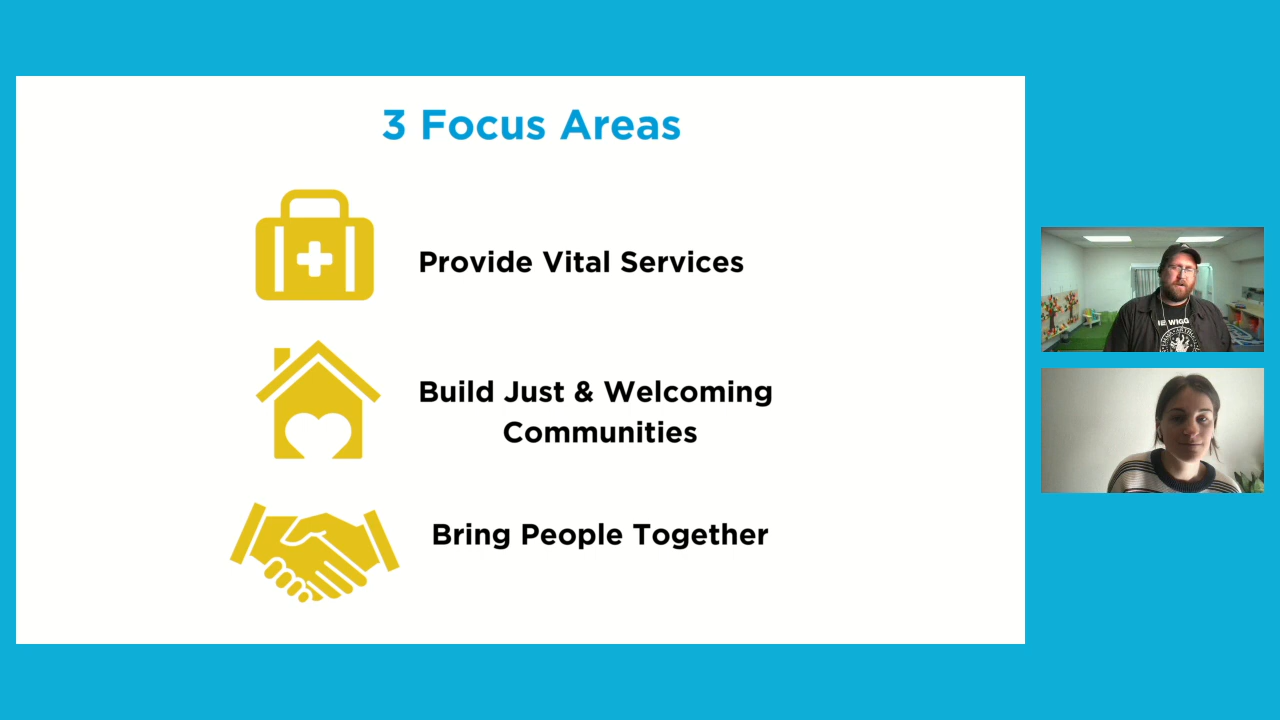 3 Focus Areas
Provide Vital Services
Build Just & Welcoming
Communities
Bring People Together